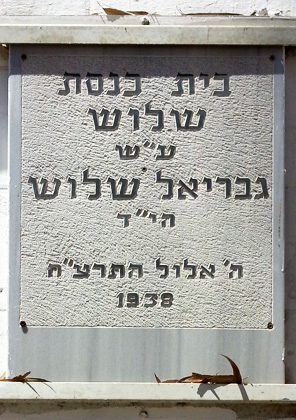 בית כנסת
שלוש
ע״ש
גבריאל שלוש
הי״ד
ה' אלול התרצ״ח
1938